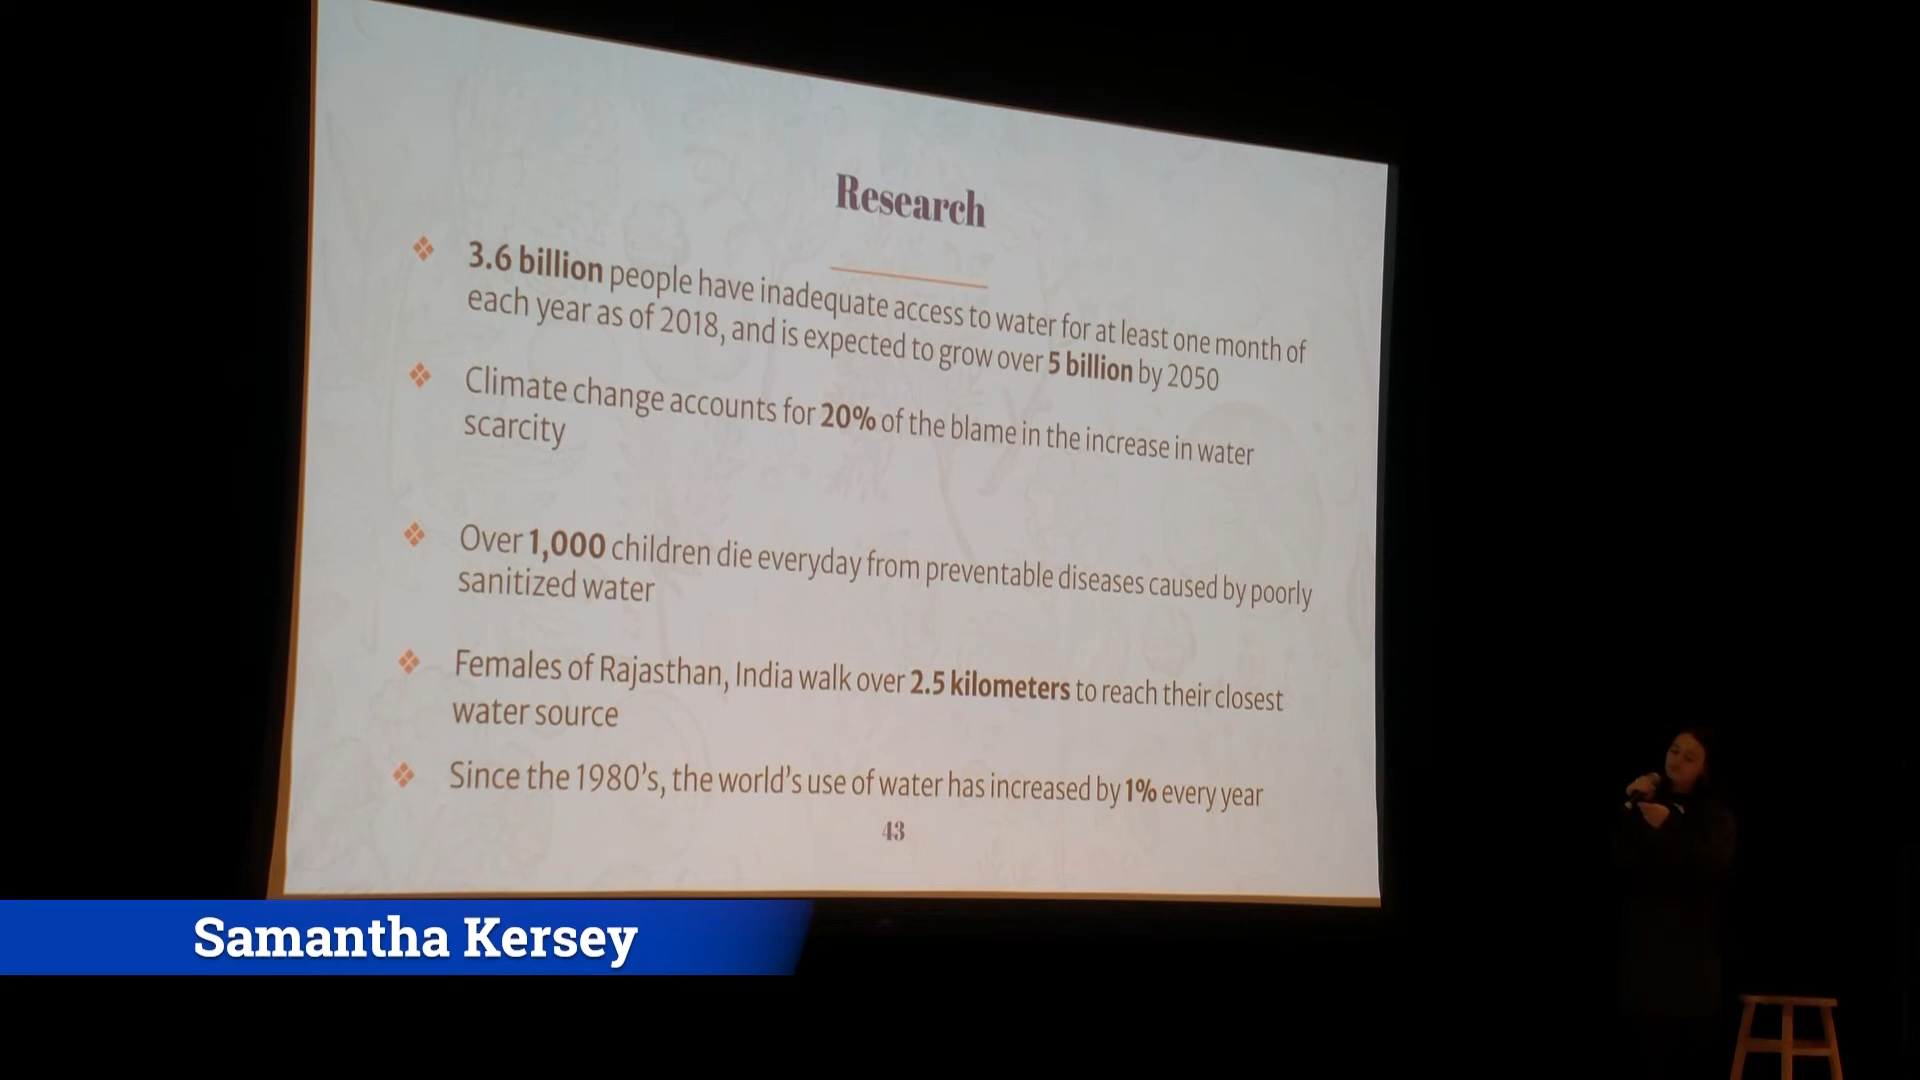 Research
3.6 billion people have inadequate access to water for at least one month of
each year as of 2018, and is expected to grow over 5 billion by 2050
Climate change accounts for 20% of the blame in the increase in water
scarcity
Over 1,000 children die everyday from preventable diseases caused by poorly
sanitized water
Females of Rajasthan, India walk over 2.5 kilometers to reach their closest
water source
Since the 1980's, the world's use of water has increased by 1% every year
43
Samantha Kersey